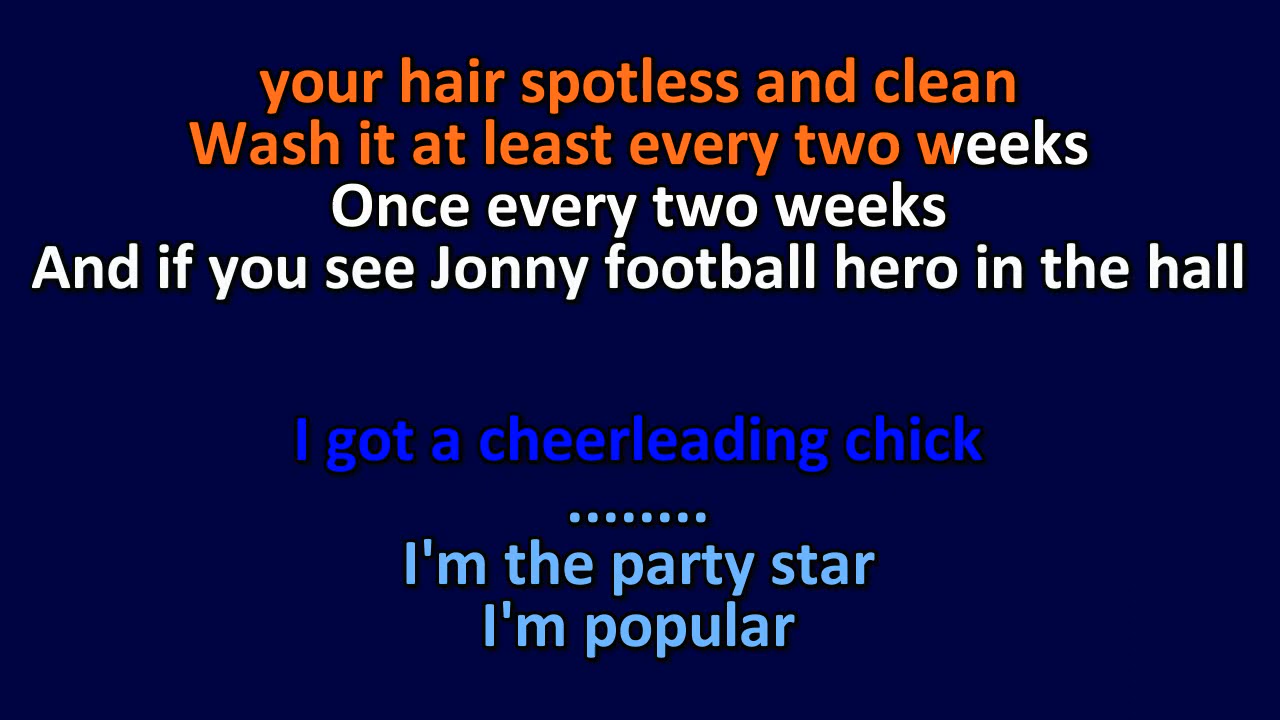 your hair spotless and clean
Wash it at least every two weeks
Once every two weeks
And if you see Jonny football hero in the hall
I got a cheerleading chick
........
I'm the party star
I'm popular